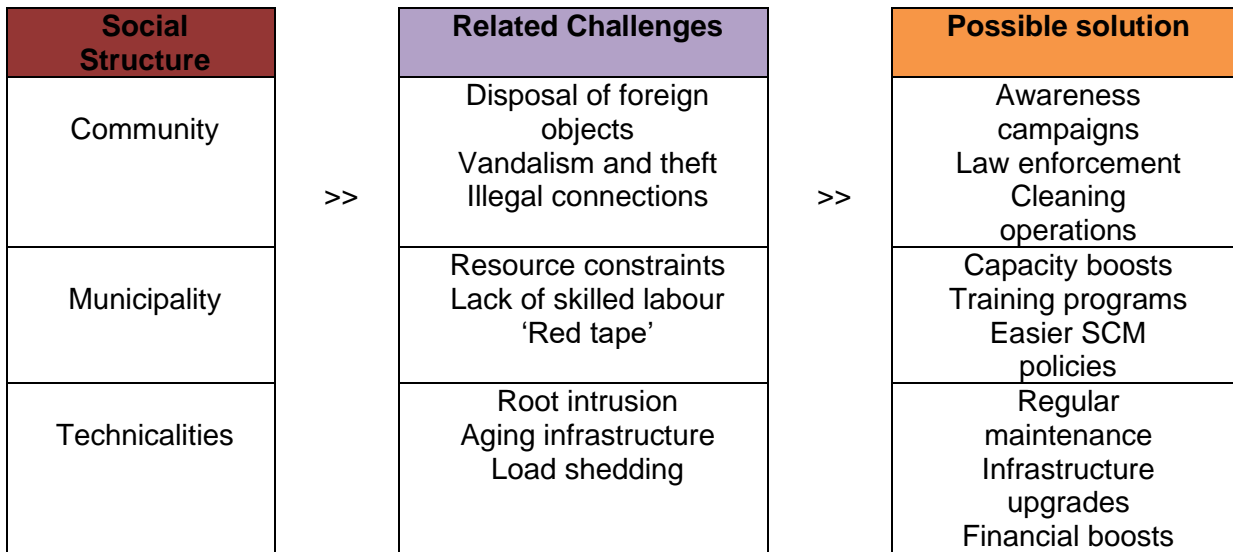 Social
Structure
Related Challenges
Possible solution
Community
>>
Disposal of foreign
objects
Vandalism and theft
Illegal connections
>>
Awareness
campaigns
Law enforcement
Cleaning
operations
Municipality
Resource constraints
Lack of skilled labour
‘Red tape’
Capacity boosts
Training programs
Easier SCM
policies
Technicalities
Root intrusion
Aging infrastructure
Load shedding
Regular
maintenance
Infrastructure
upgrades
Financial boosts